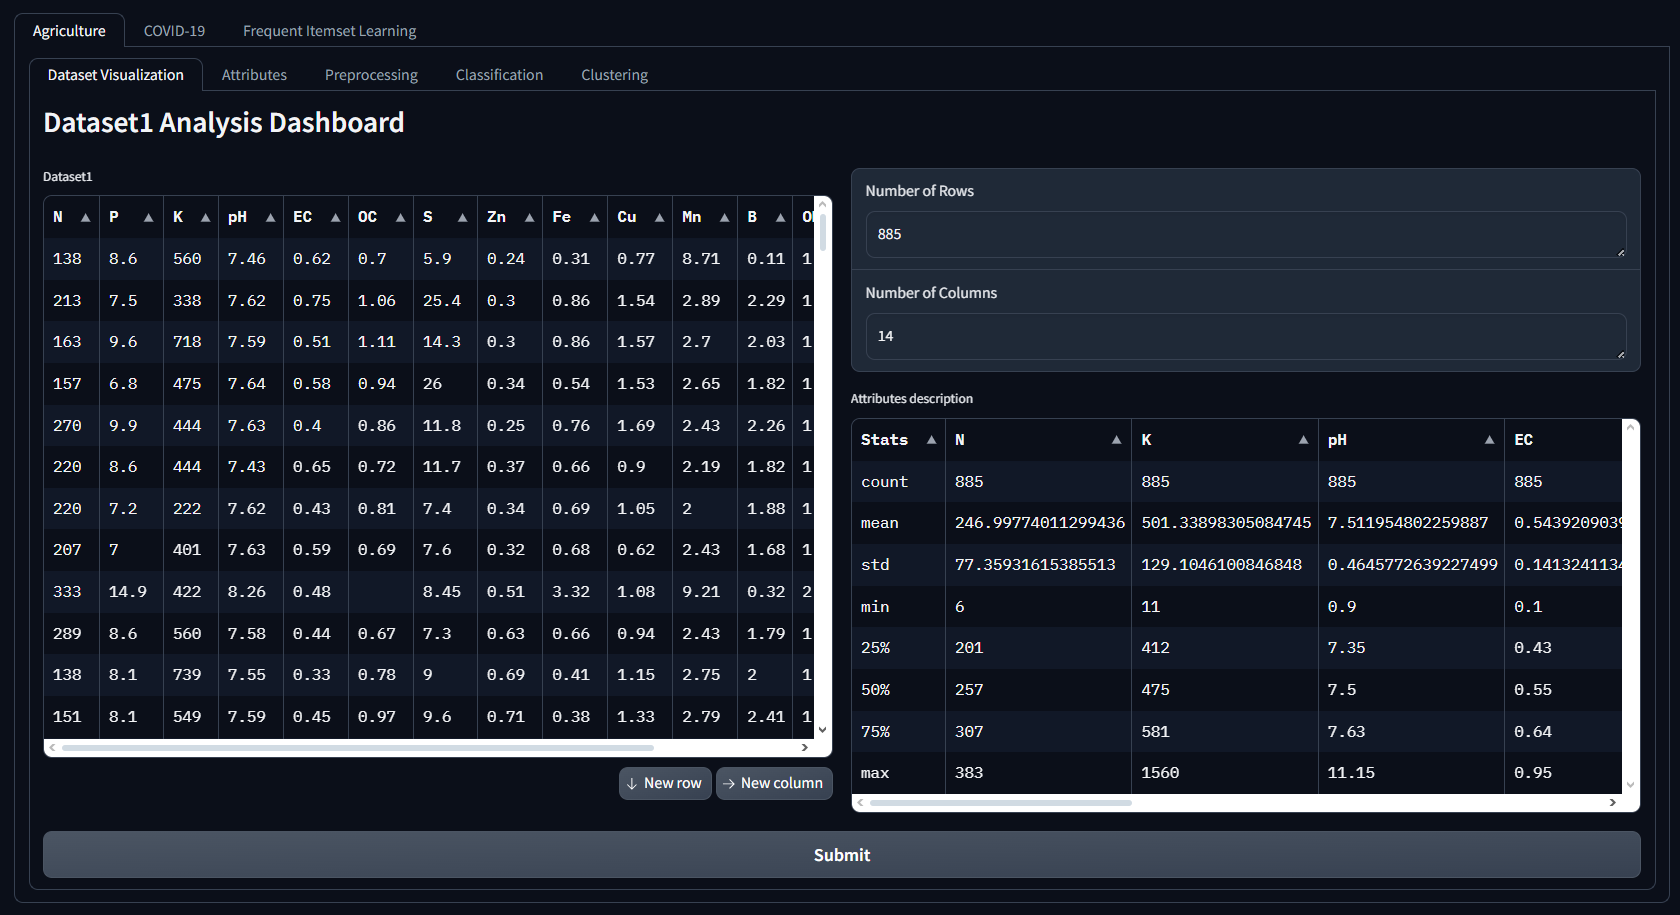 Agriculture COVID-19 Frequent Itemset Learning
Dataset Visualization Attributes Preprocessing Classification Clustering
Dataset1 Analysis Dashboard
Dataset1
N P K pH EC OC S Zn Fe Cu Mn B
138 8.6 560 7.46 0.62 0.7 5.9 0.24 0.31 0.77 8.71 0.11 1
213 7.5 338 7.62 0.75 1.06 25.4 0.3 0.86 1.54 2.89 2.29 1
163 9.6 718 7.59 0.51 1.11 14.3 0.3 0.86 1.57 2.7 2.03 1
157 6.8 475 7.64 0.58 0.94 26 0.34 0.54 1.53 2.65 1.82 1
270 9.9 444 7.63 0.4 0.86 11.8 0.25 0.76 1.69 2.43 2.26 1
220 8.6 444 7.43 0.65 0.72 11.7 0.37 0.66 0.9 2.19 1.82 1
220 7.2 222 7.62 0.43 0.81 7.4 0.34 0.69 1.05 2 1.88 1
207 7 401 7.63 0.59 0.69 7.6 0.32 0.68 0.62 2.43 1.68 1
333 14.9 422 8.26 0.48 8.45 0.51 3.32 1.08 9.21 0.32 2
289 8.6 560 7.58 0.44 0.67 7.3 0.63 0.66 0.94 2.43 1.79 1
138 8.1 739 7.55 0.33 0.78 9 0.69 0.41 1.15 2.75 2 1
151 8.1 549 7.59 0.45 0.97 9.6 0.71 0.38 1.33 2.79 2.41 1
↓ New row → New column
Number of Rows
885
Number of Columns
14
Attributes description
Stats N K pH EC
count 885 885 885 885
mean 246.99774011299436 501.33898305084745 7.511954802259887 0.543920903
std 77.35931615385513 129.1046100846848 0.4645772639227499 0.141324113
min 6 11 0.9 0.1
25% 201 412 7.35 0.43
50% 257 475 7.5 0.55
75% 307 581 7.63 0.64
max 383 1560 11.15 0.95
Submit